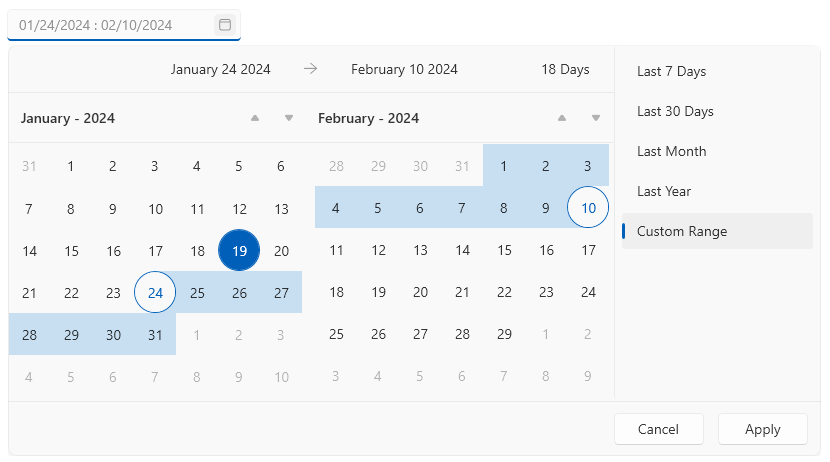 01/24/2024 : 02/10/2024
January 24 2024 February 10 2024 18 Days
January - 2024
31 1 2 3 4 5 6
7 8 9 10 11 12 13
14 15 16 17 18 19 20
21 22 23 24 25 26 27
28 29 30 31 1 2 3
4 5 6 7 8 9 10
February - 2024
28 29 30 31 1 2 3
4 5 6 7 8 9 10
11 12 13 14 15 16 17
18 19 20 21 22 23 24
25 26 27 28 29 1 2
3 4 5 6 7 8 9
Last 7 Days
Last 30 Days
Last Month
Last Year
Custom Range
Cancel Apply